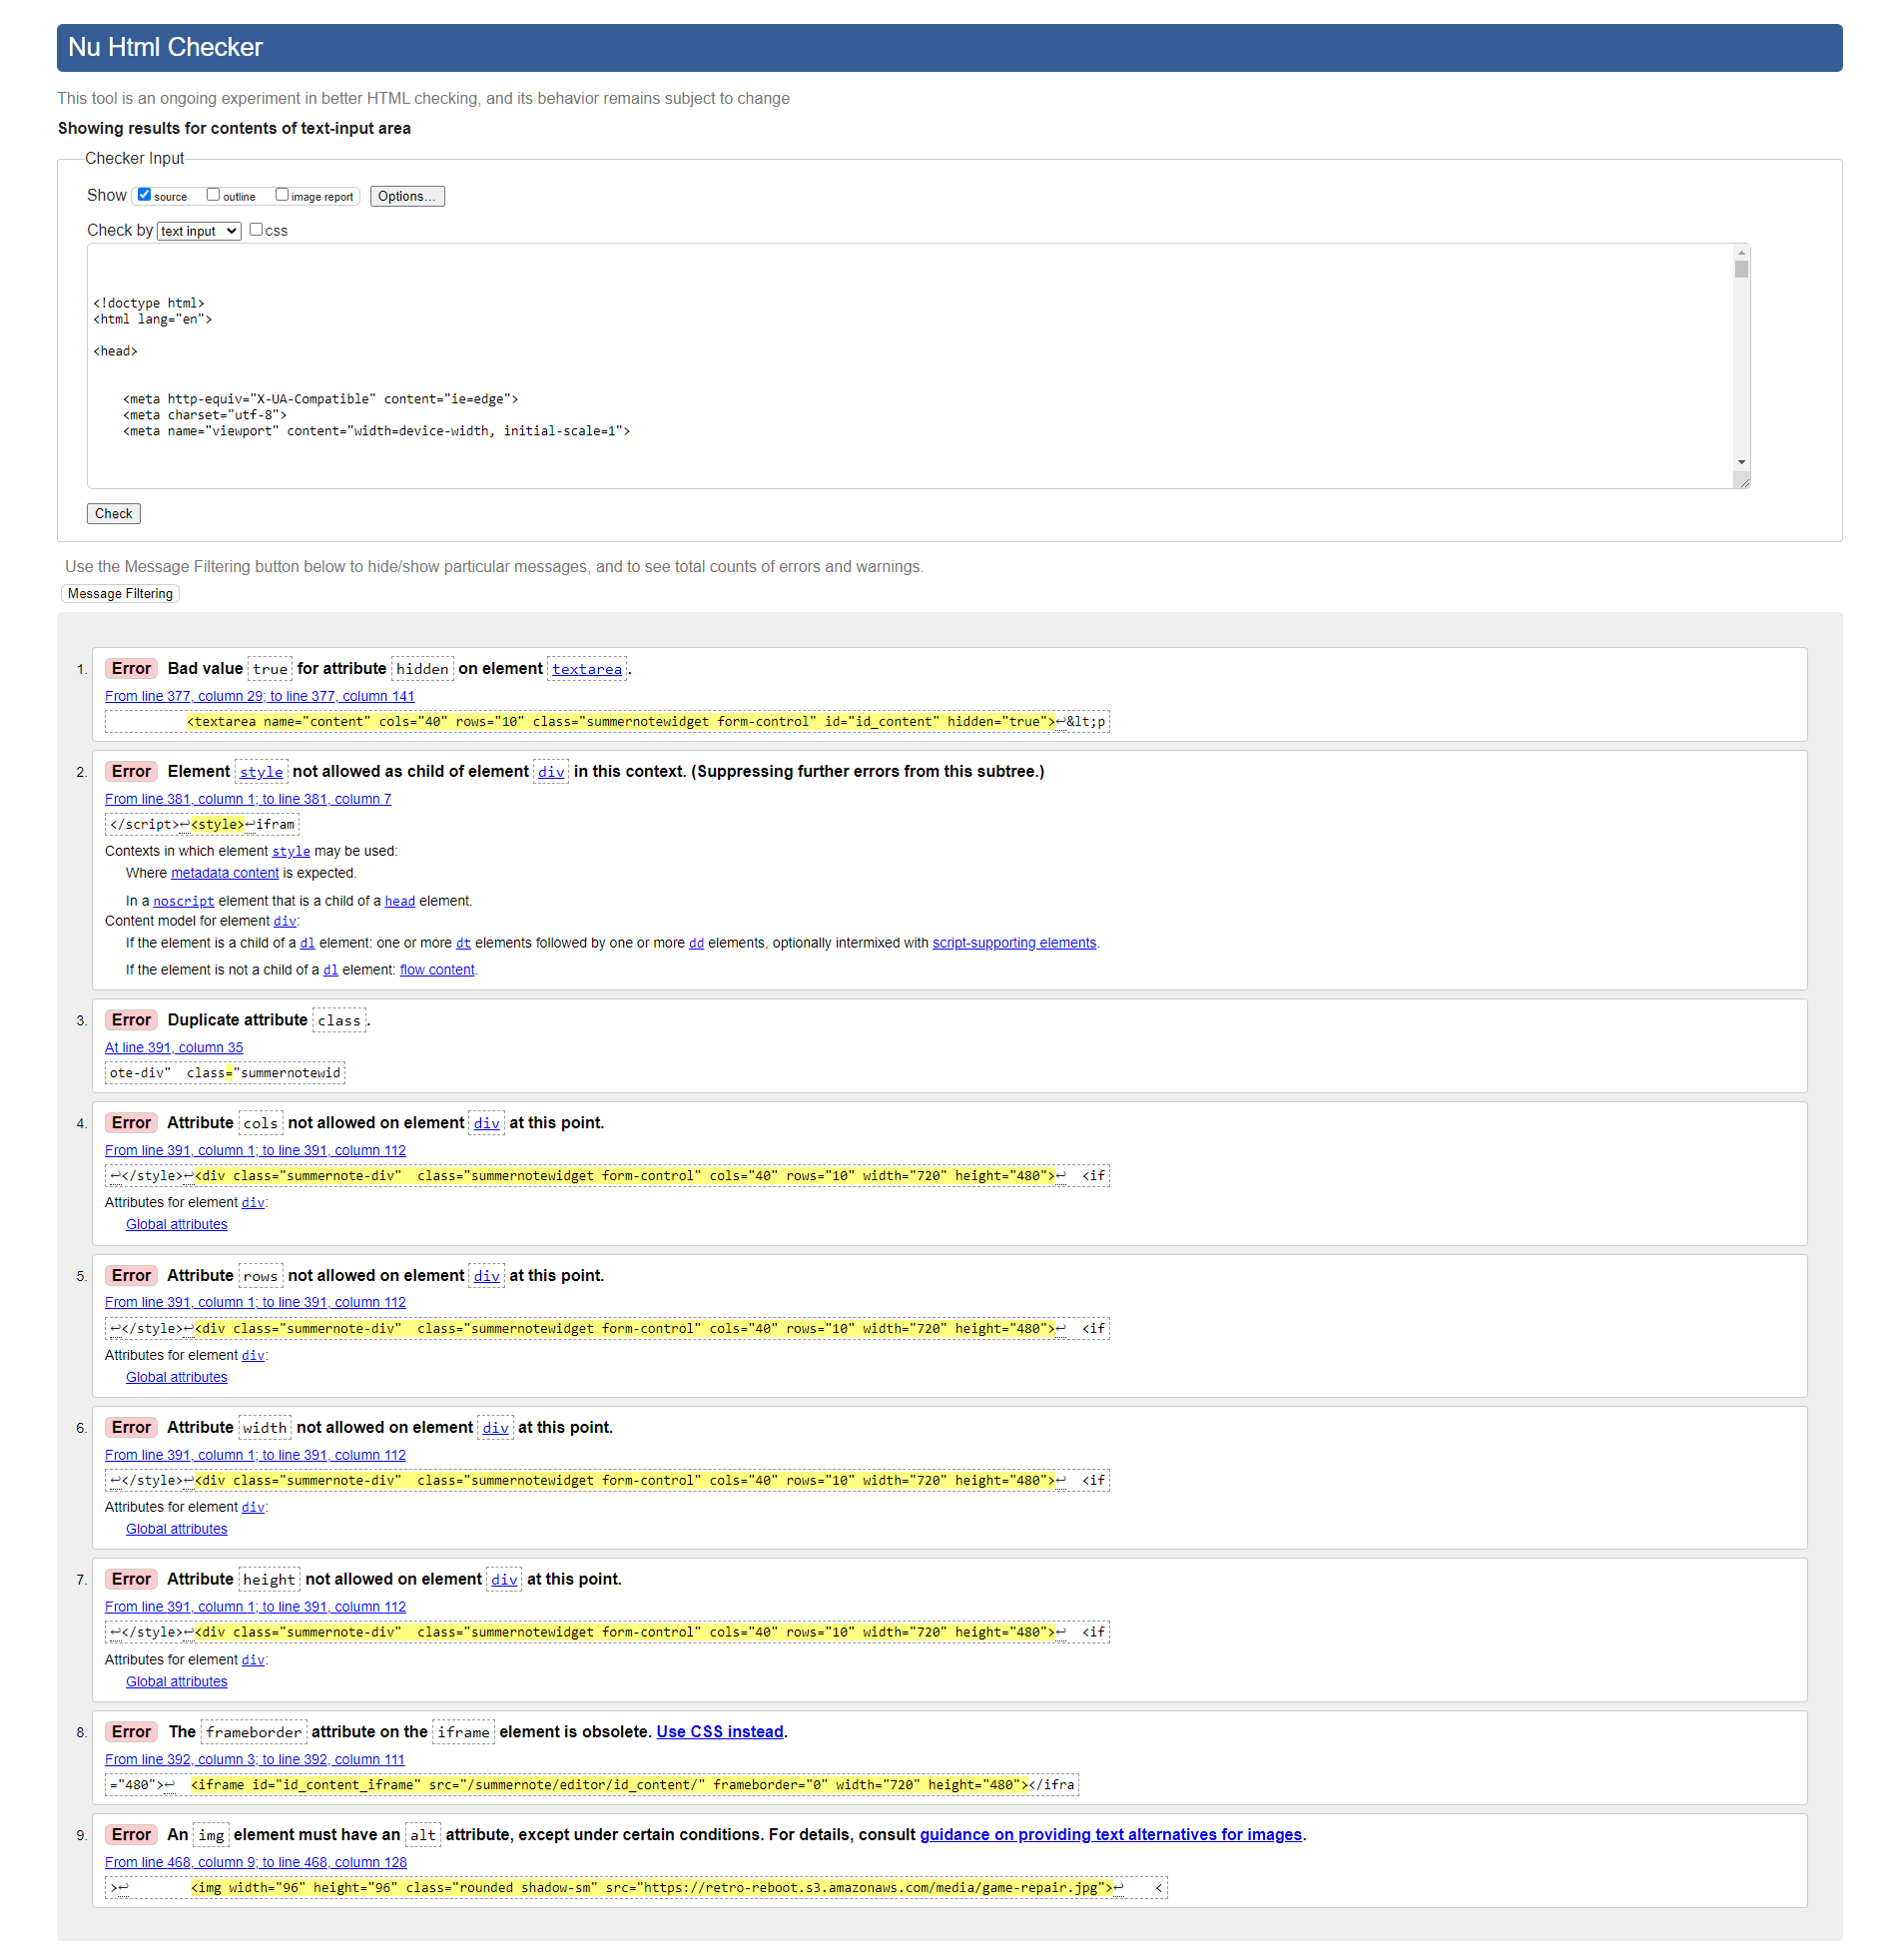 Nu Html Checker
This tool is an ongoing experiment in better HTML checking, and its behavior remains subject to change
Showing results for contents of text-input area
Checker Input
Show source outline image report Options...
Check by text input css
<!doctype html>
<html lang="en">
<head>
<meta http-equiv="X-UA-Compatible" content="ie=edge">
<meta charset="utf-8">
<meta name="viewport" content="width=device-width, initial-scale=1">
Check
Use the Message Filtering button below to hide/show particular messages, and to see total counts of errors and warnings.
Message Filtering
1. Error Bad value true for attribute hidden on element textarea.
From line 377, column 29; to line 377, column 141
<textarea name="content" cols="40" rows="10" class="summernotewidget form-control" id="id_content" hidden="true">↩&lt;p
2. Error Element style not allowed as child of element div in this context. (Suppressing further errors from this subtree.)
From line 381, column 1; to line 381, column 7
</script>↩<style>↩ifram
Contexts in which element style may be used:
Where metadata content is expected.
In a noscript element that is a child of a head element.
Content model for element div:
If the element is a child of a dl element: one or more dt elements followed by one or more dd elements, optionally intermixed with script-supporting elements.
If the element is not a child of a dl element: flow content.
3. Error Duplicate attribute class.
At line 391, column 35
ote-div"  class="summernotewid
4. Error Attribute cols not allowed on element div at this point.
From line 391, column 1; to line 391, column 112
↩</style>↩<div class="summernote-div"  class="summernotewidget form-control" cols="40" rows="10" width="720" height="480">↩  <if
Attributes for element div:
Global attributes
5. Error Attribute rows not allowed on element div at this point.
From line 391, column 1; to line 391, column 112
↩</style>↩<div class="summernote-div"  class="summernotewidget form-control" cols="40" rows="10" width="720" height="480">↩  <if
Attributes for element div:
Global attributes
6. Error Attribute width not allowed on element div at this point.
From line 391, column 1; to line 391, column 112
↩</style>↩<div class="summernote-div"  class="summernotewidget form-control" cols="40" rows="10" width="720" height="480">↩  <if
Attributes for element div:
Global attributes
7. Error Attribute height not allowed on element div at this point.
From line 391, column 1; to line 391, column 112
↩</style>↩<div class="summernote-div"  class="summernotewidget form-control" cols="40" rows="10" width="720" height="480">↩  <if
Attributes for element div:
Global attributes
8. Error The frameborder attribute on the iframe element is obsolete. Use CSS instead.
From line 392, column 3; to line 392, column 111
="480">↩  <iframe id="id_content_iframe" src="/summernote/editor/id_content/" frameborder="0" width="720" height="480"></ifra
9. Error An img element must have an alt attribute, except under certain conditions. For details, consult guidance on providing text alternatives for images.
From line 468, column 9; to line 468, column 128
>↩        <img width="96" height="96" class="rounded shadow-sm" src="https://retro-reboot.s3.amazonaws.com/media/game-repair.jpg">↩    <